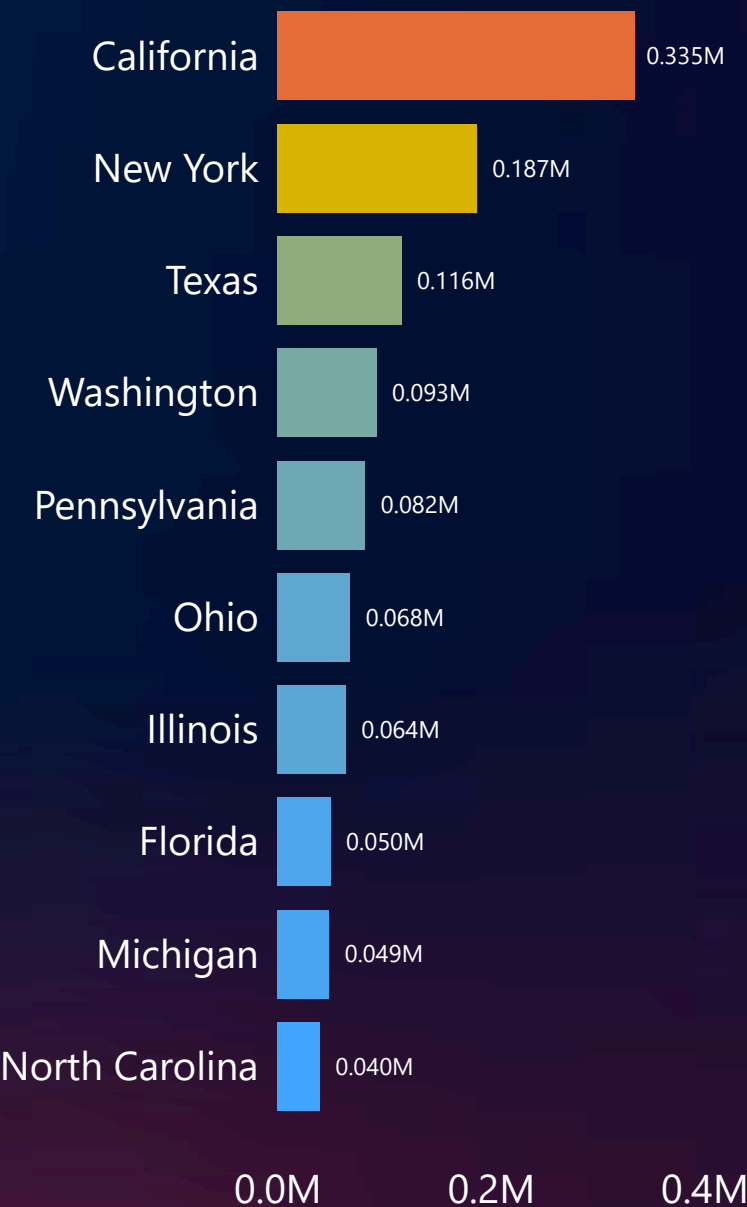 California 0.335M
New York 0.187M
Texas 0.116M
Washington 0.093M
Pennsylvania 0.082M
Ohio 0.068M
Illinois 0.064M
Florida 0.050M
Michigan 0.049M
North Carolina 0.040M
0.0M 0.2M 0.4M